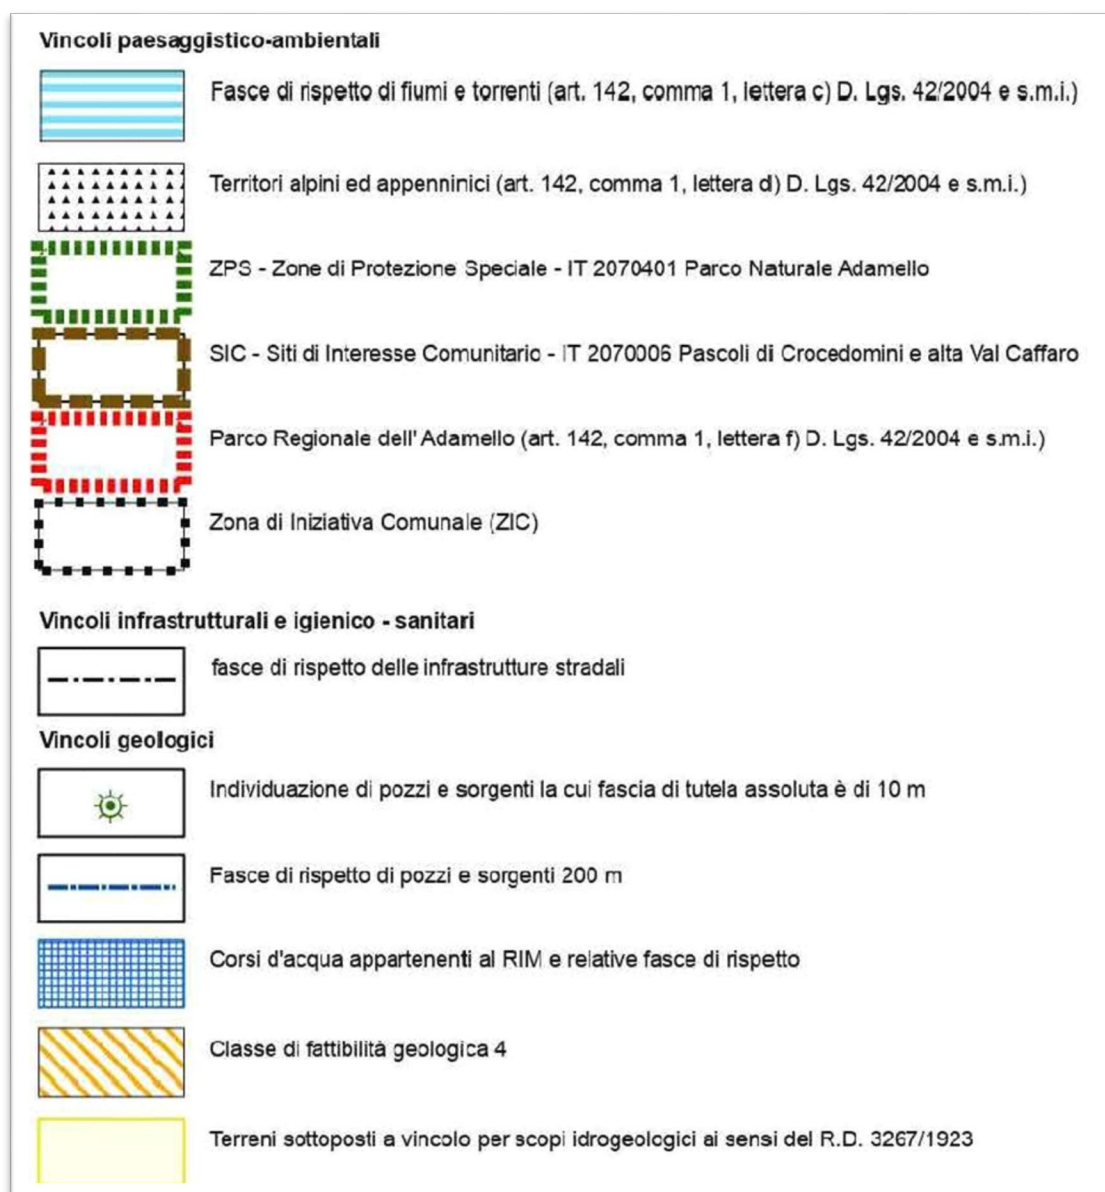 Vincoli paesaggistico-ambientali
Fasce di rispetto di fiumi e torrenti (art. 142, comma 1, lettera c) D. Lgs. 42/2004 e s.m.i.)
Territori alpini ed appenninici (art. 142, comma 1, lettera d) D. Lgs. 42/2004 e s.m.i.)
ZPS - Zone di Protezione Speciale - IT 2070401 Parco Naturale Adamello
SIC - Siti di Interesse Comunitario - IT 2070006 Pascoli di Crocedomini e alta Val Caffaro
Parco Regionale dell' Adamello (art. 142, comma 1, lettera f) D. Lgs. 42/2004 e s.m.i.)
Zona di Iniziativa Comunale (ZIC)
Vincoli infrastrutturali e igienico - sanitari
fasce di rispetto delle infrastrutture stradali
Vincoli geologici
Individuazione di pozzi e sorgenti la cui fascia di tutela assoluta è di 10 m
Fasce di rispetto di pozzi e sorgenti 200 m
Corsi d'acqua appartenenti al RIM e relative fasce di rispetto
Classe di fattibilità geologica 4
Terreni sottoposti a vincolo per scopi idrogeologici ai sensi del R.D. 3267/1923